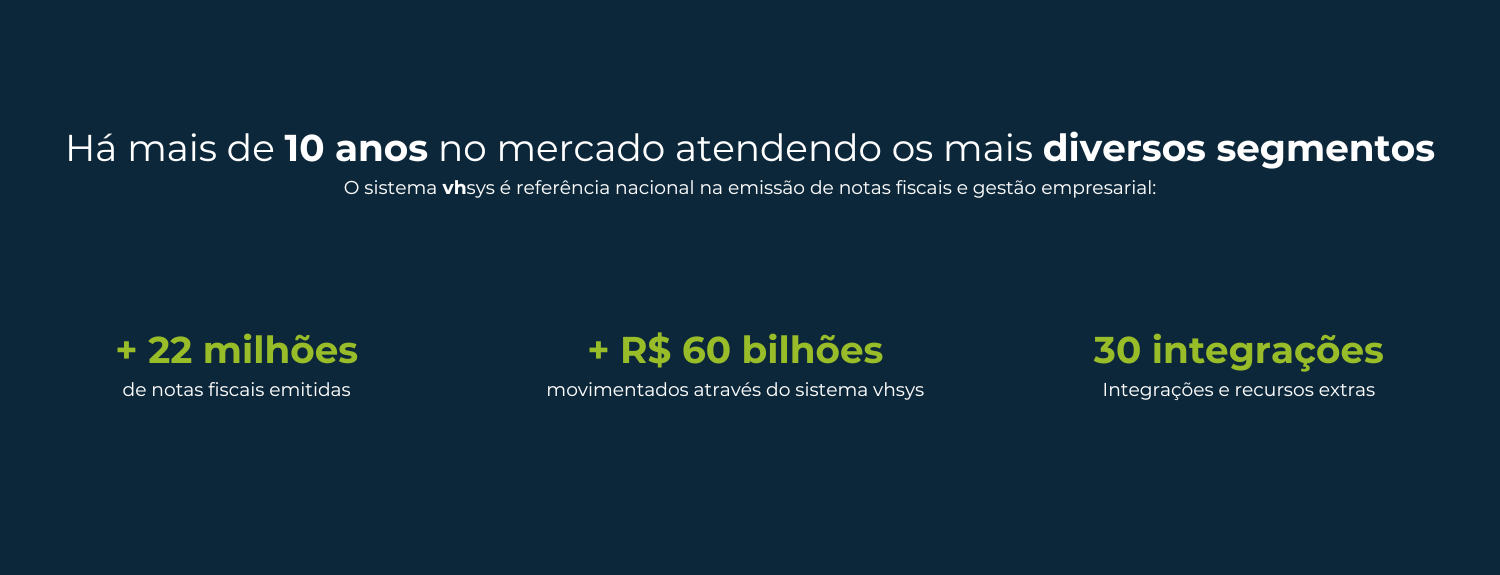 Há mais de 10 anos no mercado atendendo os mais diversos segmentos
O sistema vhsys é referência nacional na emissão de notas fiscais e gestão empresarial:
+ 22 milhões
de notas fiscais emitidas
+ R$ 60 bilhões
movimentados através do sistema vhsys
30 integrações
Integrações e recursos extras